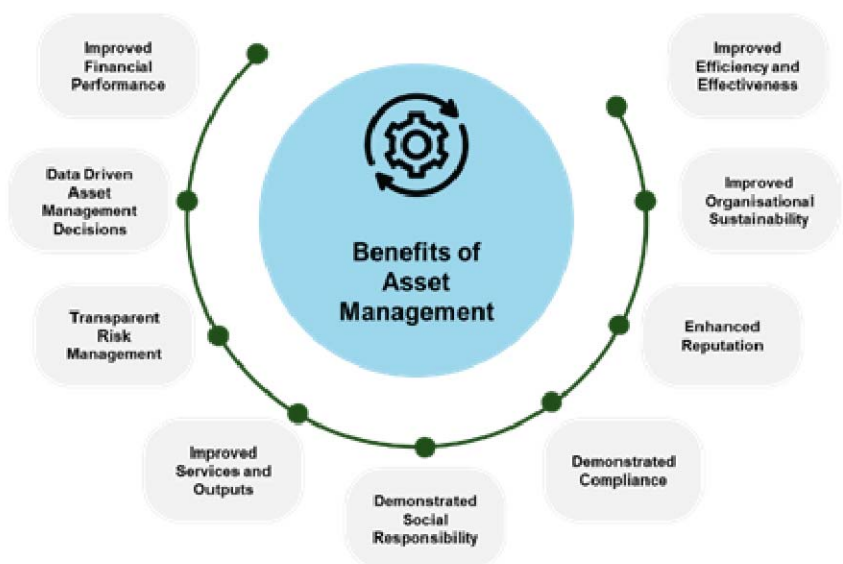 Improved
Financial
Performance
Data Driven
Asset
Management
Decisions
Transparent
Risk
Management
Improved
Services and
Outputs
Demonstrated
Social
Responsibility
Demonstrated
Compliance
Enhanced
Reputation
Improved
Organisational
Sustainability
Improved
Efficiency and
Effectiveness
Benefits of
Asset
Management